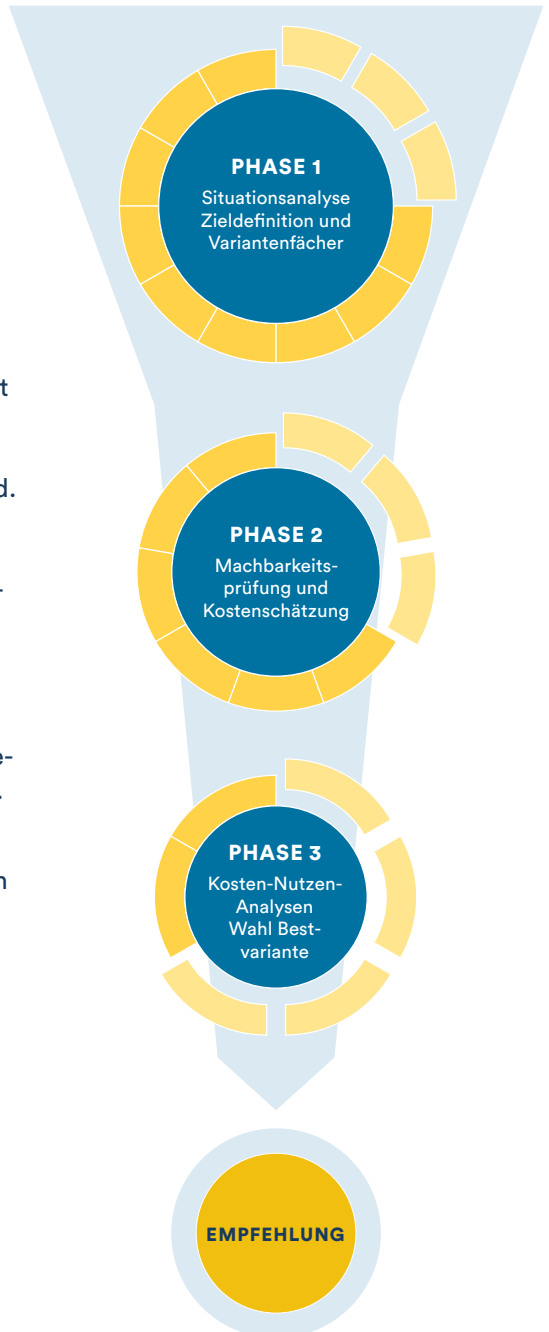 PHASE 1
Situationsanalyse
Zieldefinition und
Variantenfächer
t
d.
-
PHASE 2
Machbarkeits-
prüfung und
Kostenschätzung
e-
.
n
PHASE 3
Kosten-Nutzen-
Analysen
Wahl Best-
variante
EMPFEHLUNG